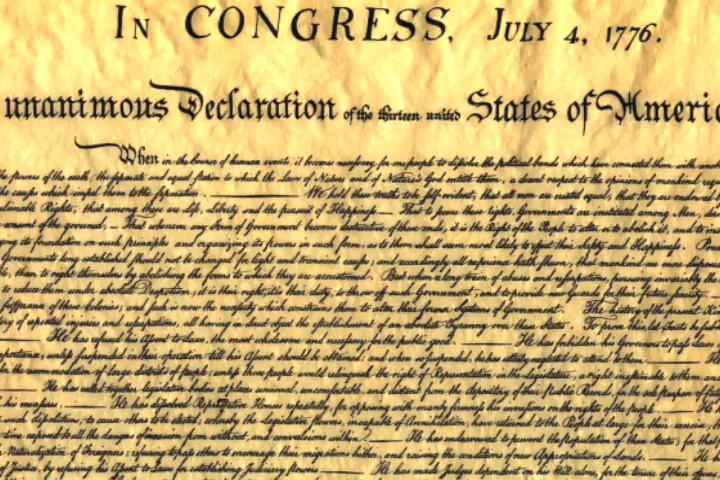 IN CONGRESS, JULY 4, 1776.
unanimous Declaration of the thirteen united States of
When in the of human events, it becomes necessary for one people to dissolve the political bands which have connected them with
the powers of the earth, the separate and equal station to which the Laws of Nature and of Nature's God entitle them, a decent respect to the opinions of mankind
the causes which impel them to the separation. We hold these truths to be self-evident, that all men are created equal, that they are endowed
Rights, that among these are Life, Liberty and the pursuit of Happiness — That to secure these rights, Governments are instituted among Men,
of the governed, — That whenever any Form of Government becomes destructive of these ends, it is the Right of the People to alter or to abolish it, and to
its foundation on such principles and organizing its powers in such form, as to them shall seem most likely to effect their Safety and Happiness.
Governments long established should not be changed for light and transient causes; and accordingly all experience hath shewn, that mankind are more
than to right themselves by abolishing the forms to which they are accustomed. But when a long train of abuses and usurpations, pursuing invariably the
to reduce them under absolute Despotism, it is their right, it is their duty, to throw off such Government, and to provide new Guards for their future security.
sufferance of these Colonies; and such is now the necessity which constrains them to alter their former Systems of Government. The history of the present
of repeated injuries and usurpations, all having in direct object the establishment of an absolute Tyranny over these States. To prove this, let Facts be
He has refused his Assent to Laws, the most wholesome and necessary for the public good. He has forbidden his Governors to pass Laws
unless suspended in their operation till his Assent should be obtained; and when so suspended, he has utterly neglected to attend to them.
the accommodation of large districts of people, unless those people would relinquish the right of Representation in the Legislature, a right inestimable to them
He has called together legislative bodies at places unusual, uncomfortable, and distant from the depository of their Public Records, for the sole purpose of
his measures. He has dissolved Representative Houses repeatedly, for opposing with manly firmness his invasions on the rights of the people.
such dissolutions, to cause others to be elected; whereby the Legislative powers, incapable of Annihilation, have returned to the People at large for their exercise;
time exposed to all the dangers of invasion from without, and convulsions within. He has endeavoured to prevent the population of these States; for that
Naturalization of Foreigners; refusing to pass others to encourage their migrations hither, and raising the conditions of new Appropriations of Lands.
of Justice, by refusing his Assent to Laws for establishing Judiciary powers. He has made Judges dependent on his Will alone, for the tenure of their offices